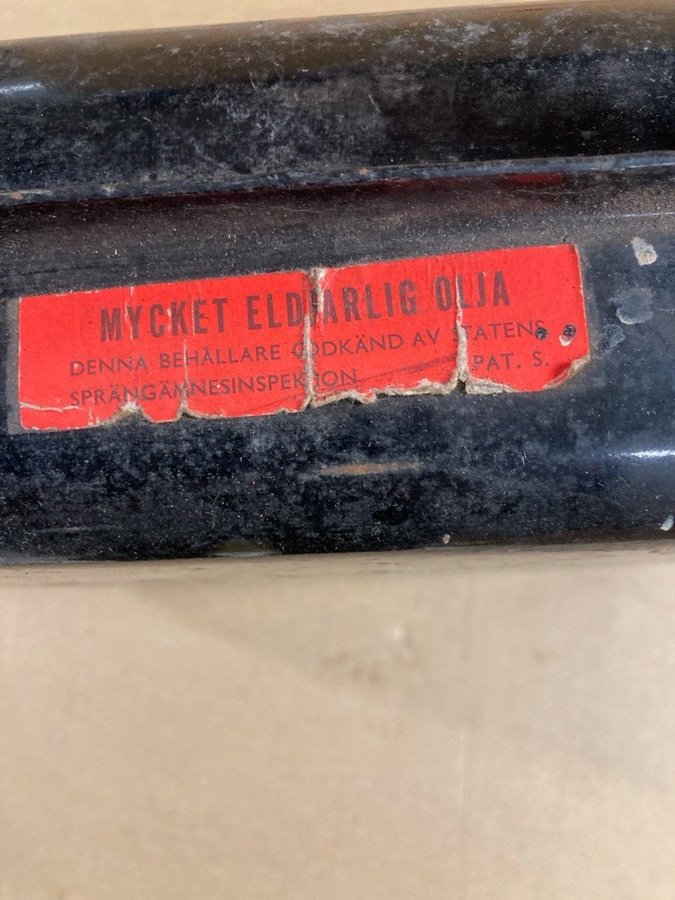 MYCKET ELDFARLIG OLJA
DENNA BEHÅLLARE GODKÄND AV STATENS
SPRÄNGÄMNESINSPEKTION PAT. S.